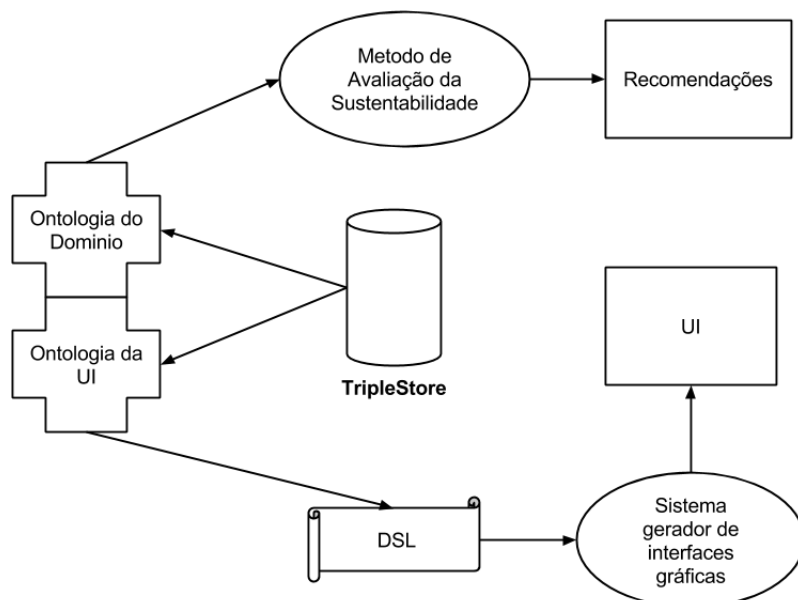 Metodo de
Avaliação da
Sustentabilidade
Recomendações
Ontologia do
Dominio
Ontologia da
UI
TripleStore
UI
DSL
Sistema
gerador de
interfaces
gráficas